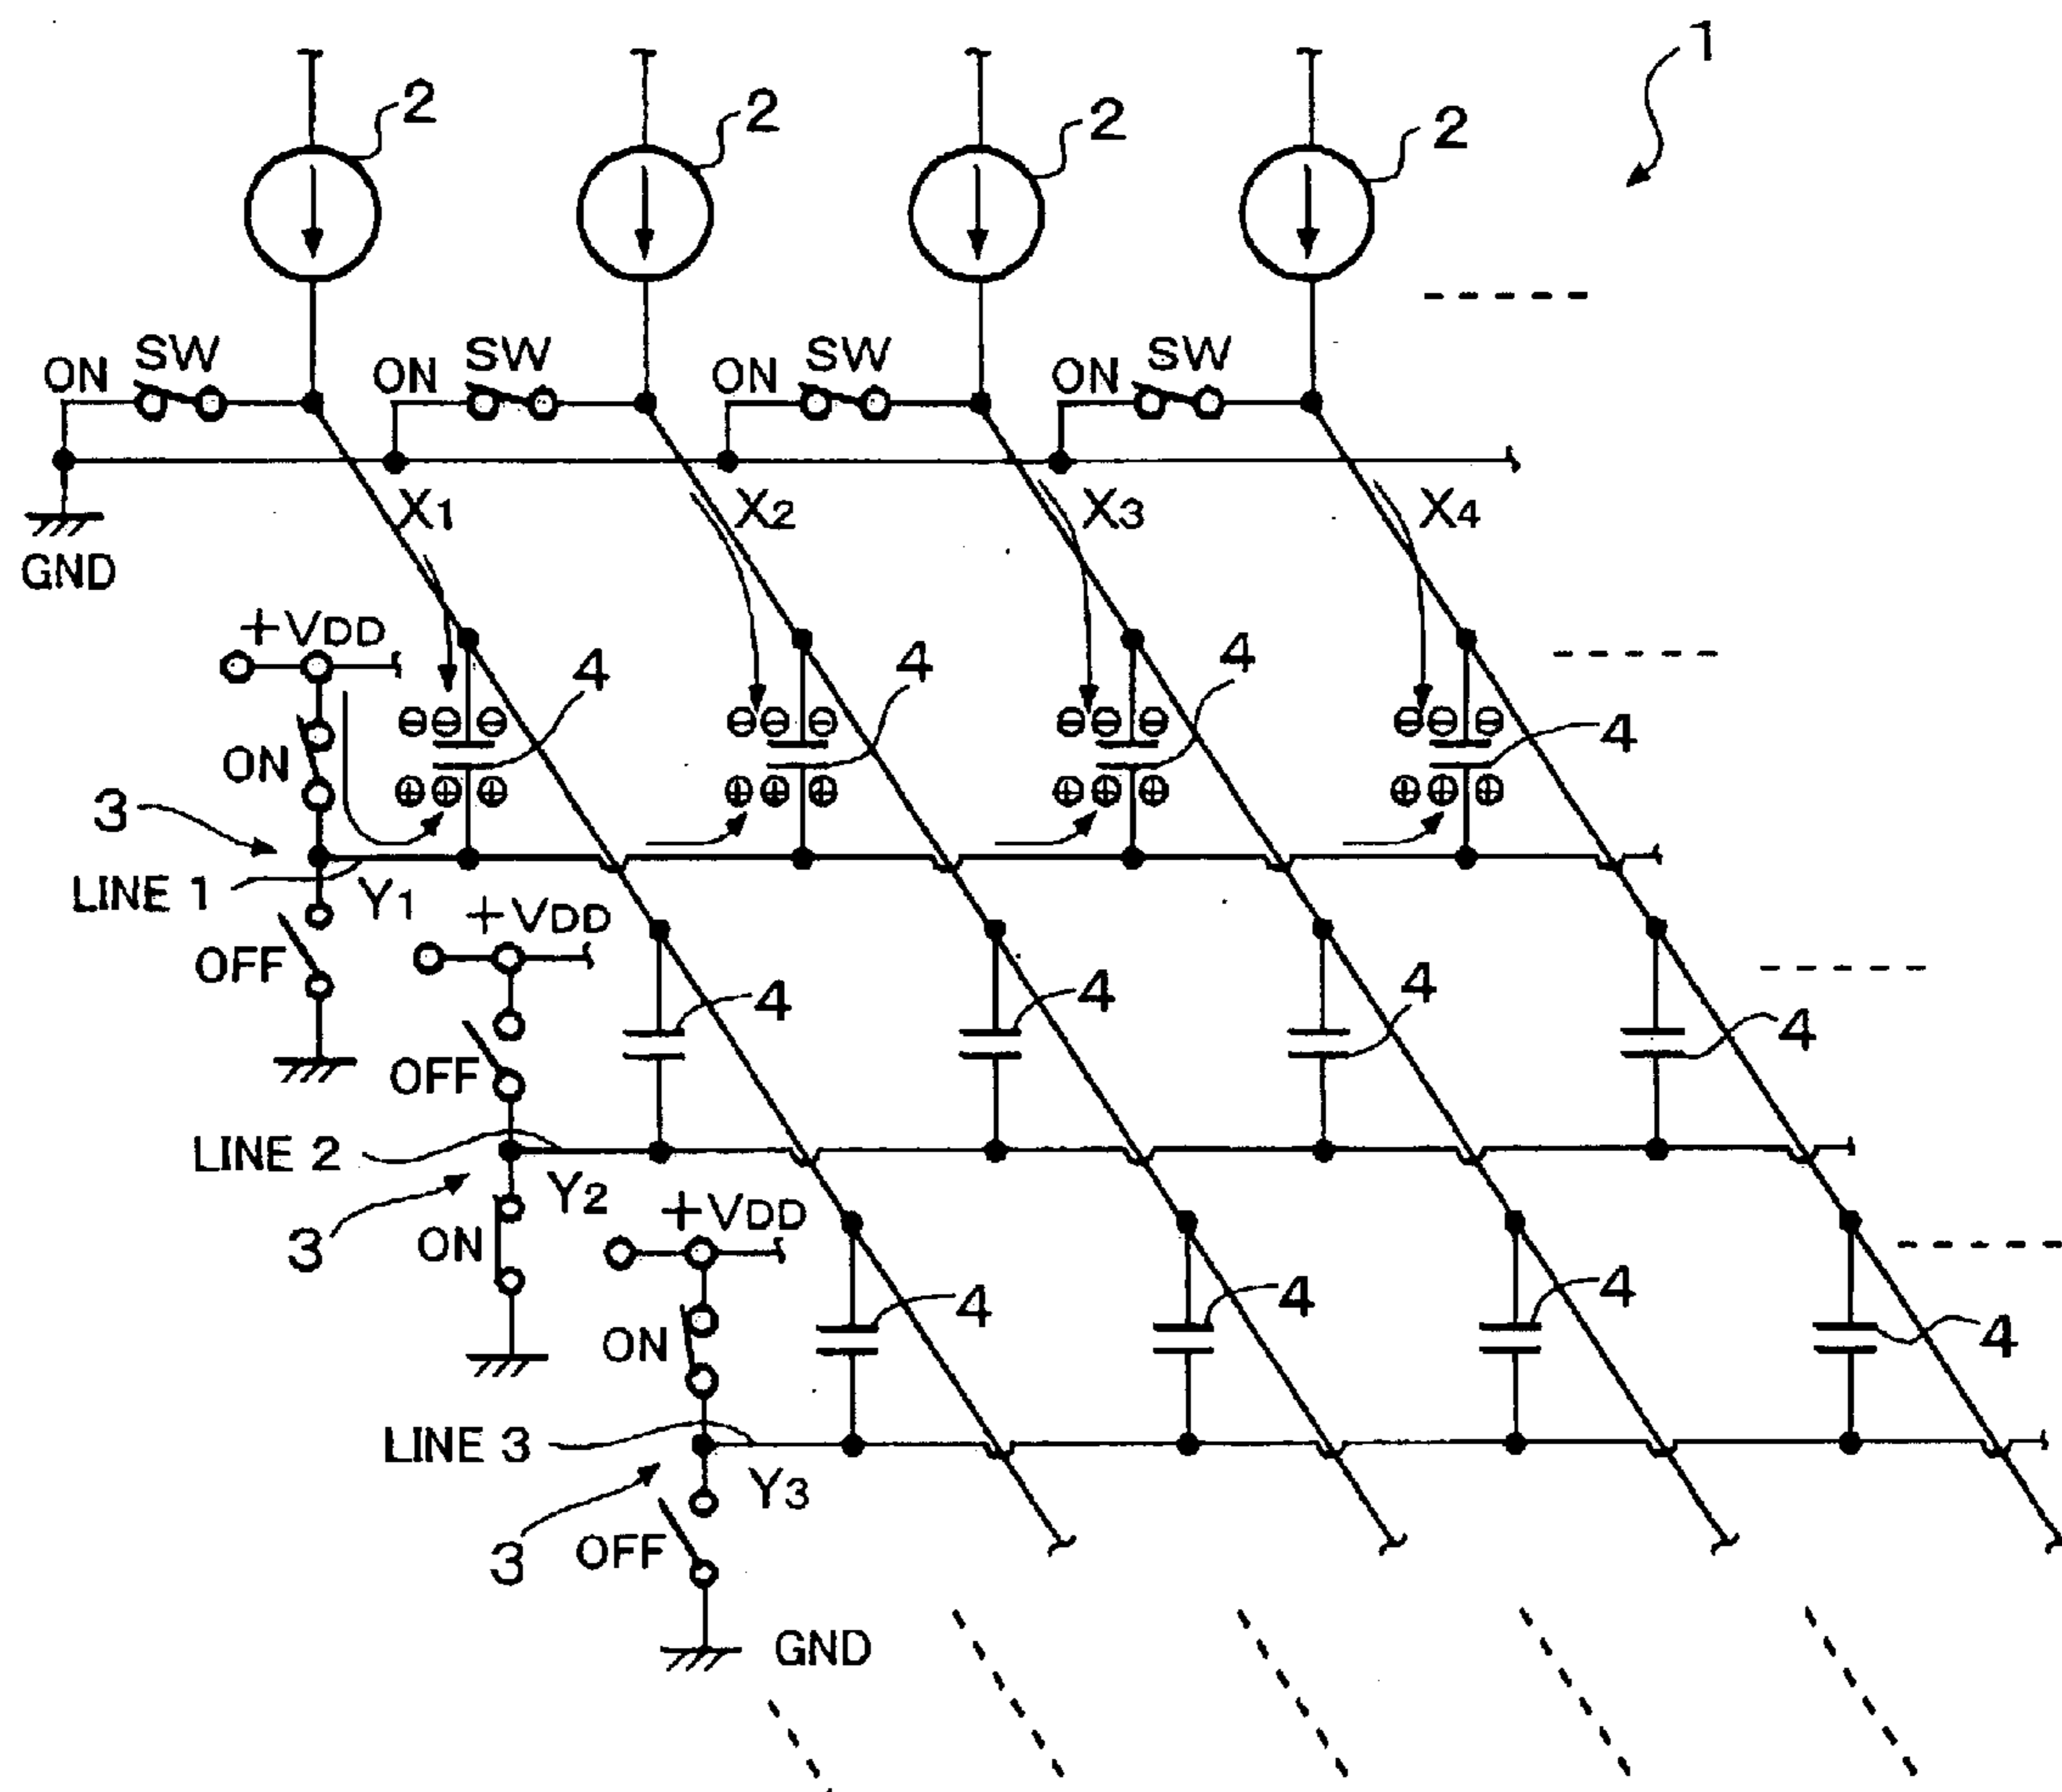 1
2 2 2 2
ON SW ON SW ON SW ON SW
X1 X2 X3 X4
GND
+VDD
4 4 4 4
⊖⊖⊖ ⊖⊖⊖ ⊖⊖⊖ ⊖⊖⊖
ON
⊕⊕⊕ ⊕⊕⊕ ⊕⊕⊕ ⊕⊕⊕
3
LINE 1 Y1
+VDD
OFF
4 4 4 4
OFF
LINE 2
Y2
+VDD
3 ON
4 4 4 4
ON
LINE 3
Y3
3 OFF
GND